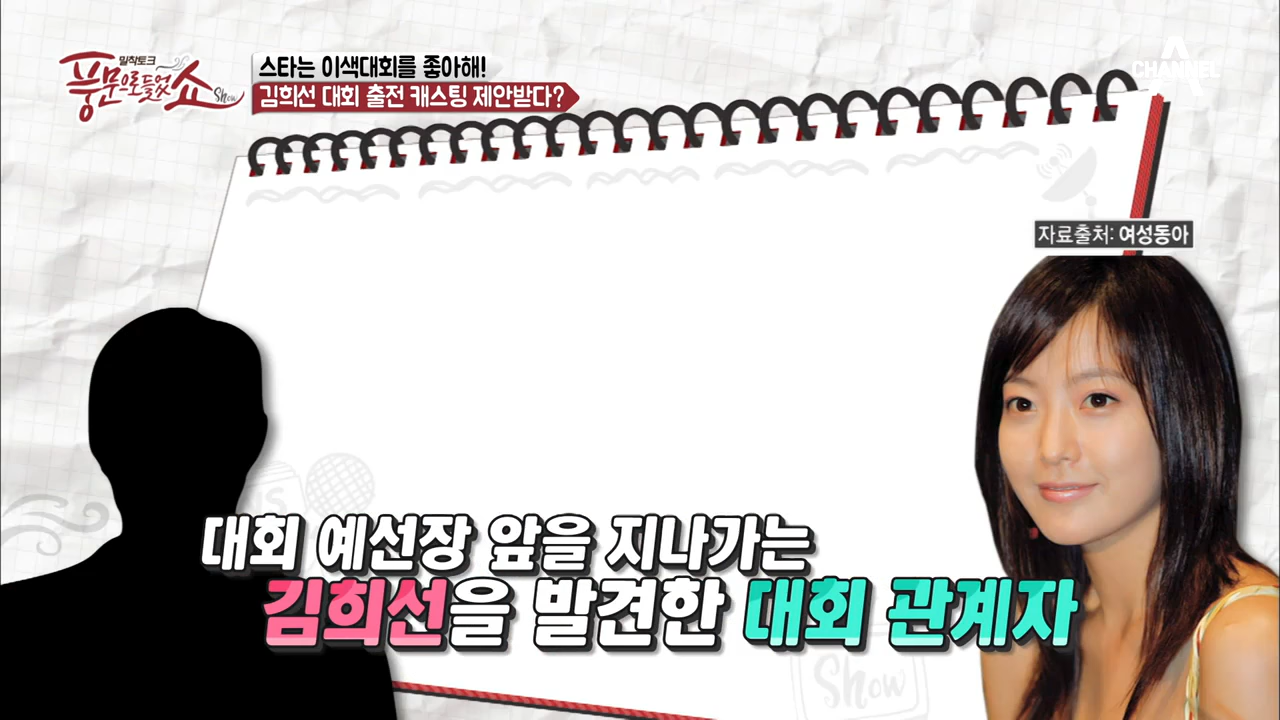 밀착토크
풍문으로들었쇼
Show
스타는 이색대회를 좋아해!
김희선 대회 출전 캐스팅 제안받다?
CHANNEL A
자료출처: 여성동아
대회 예선장 앞을 지나가는
김희선을 발견한 대회 관계자
Show